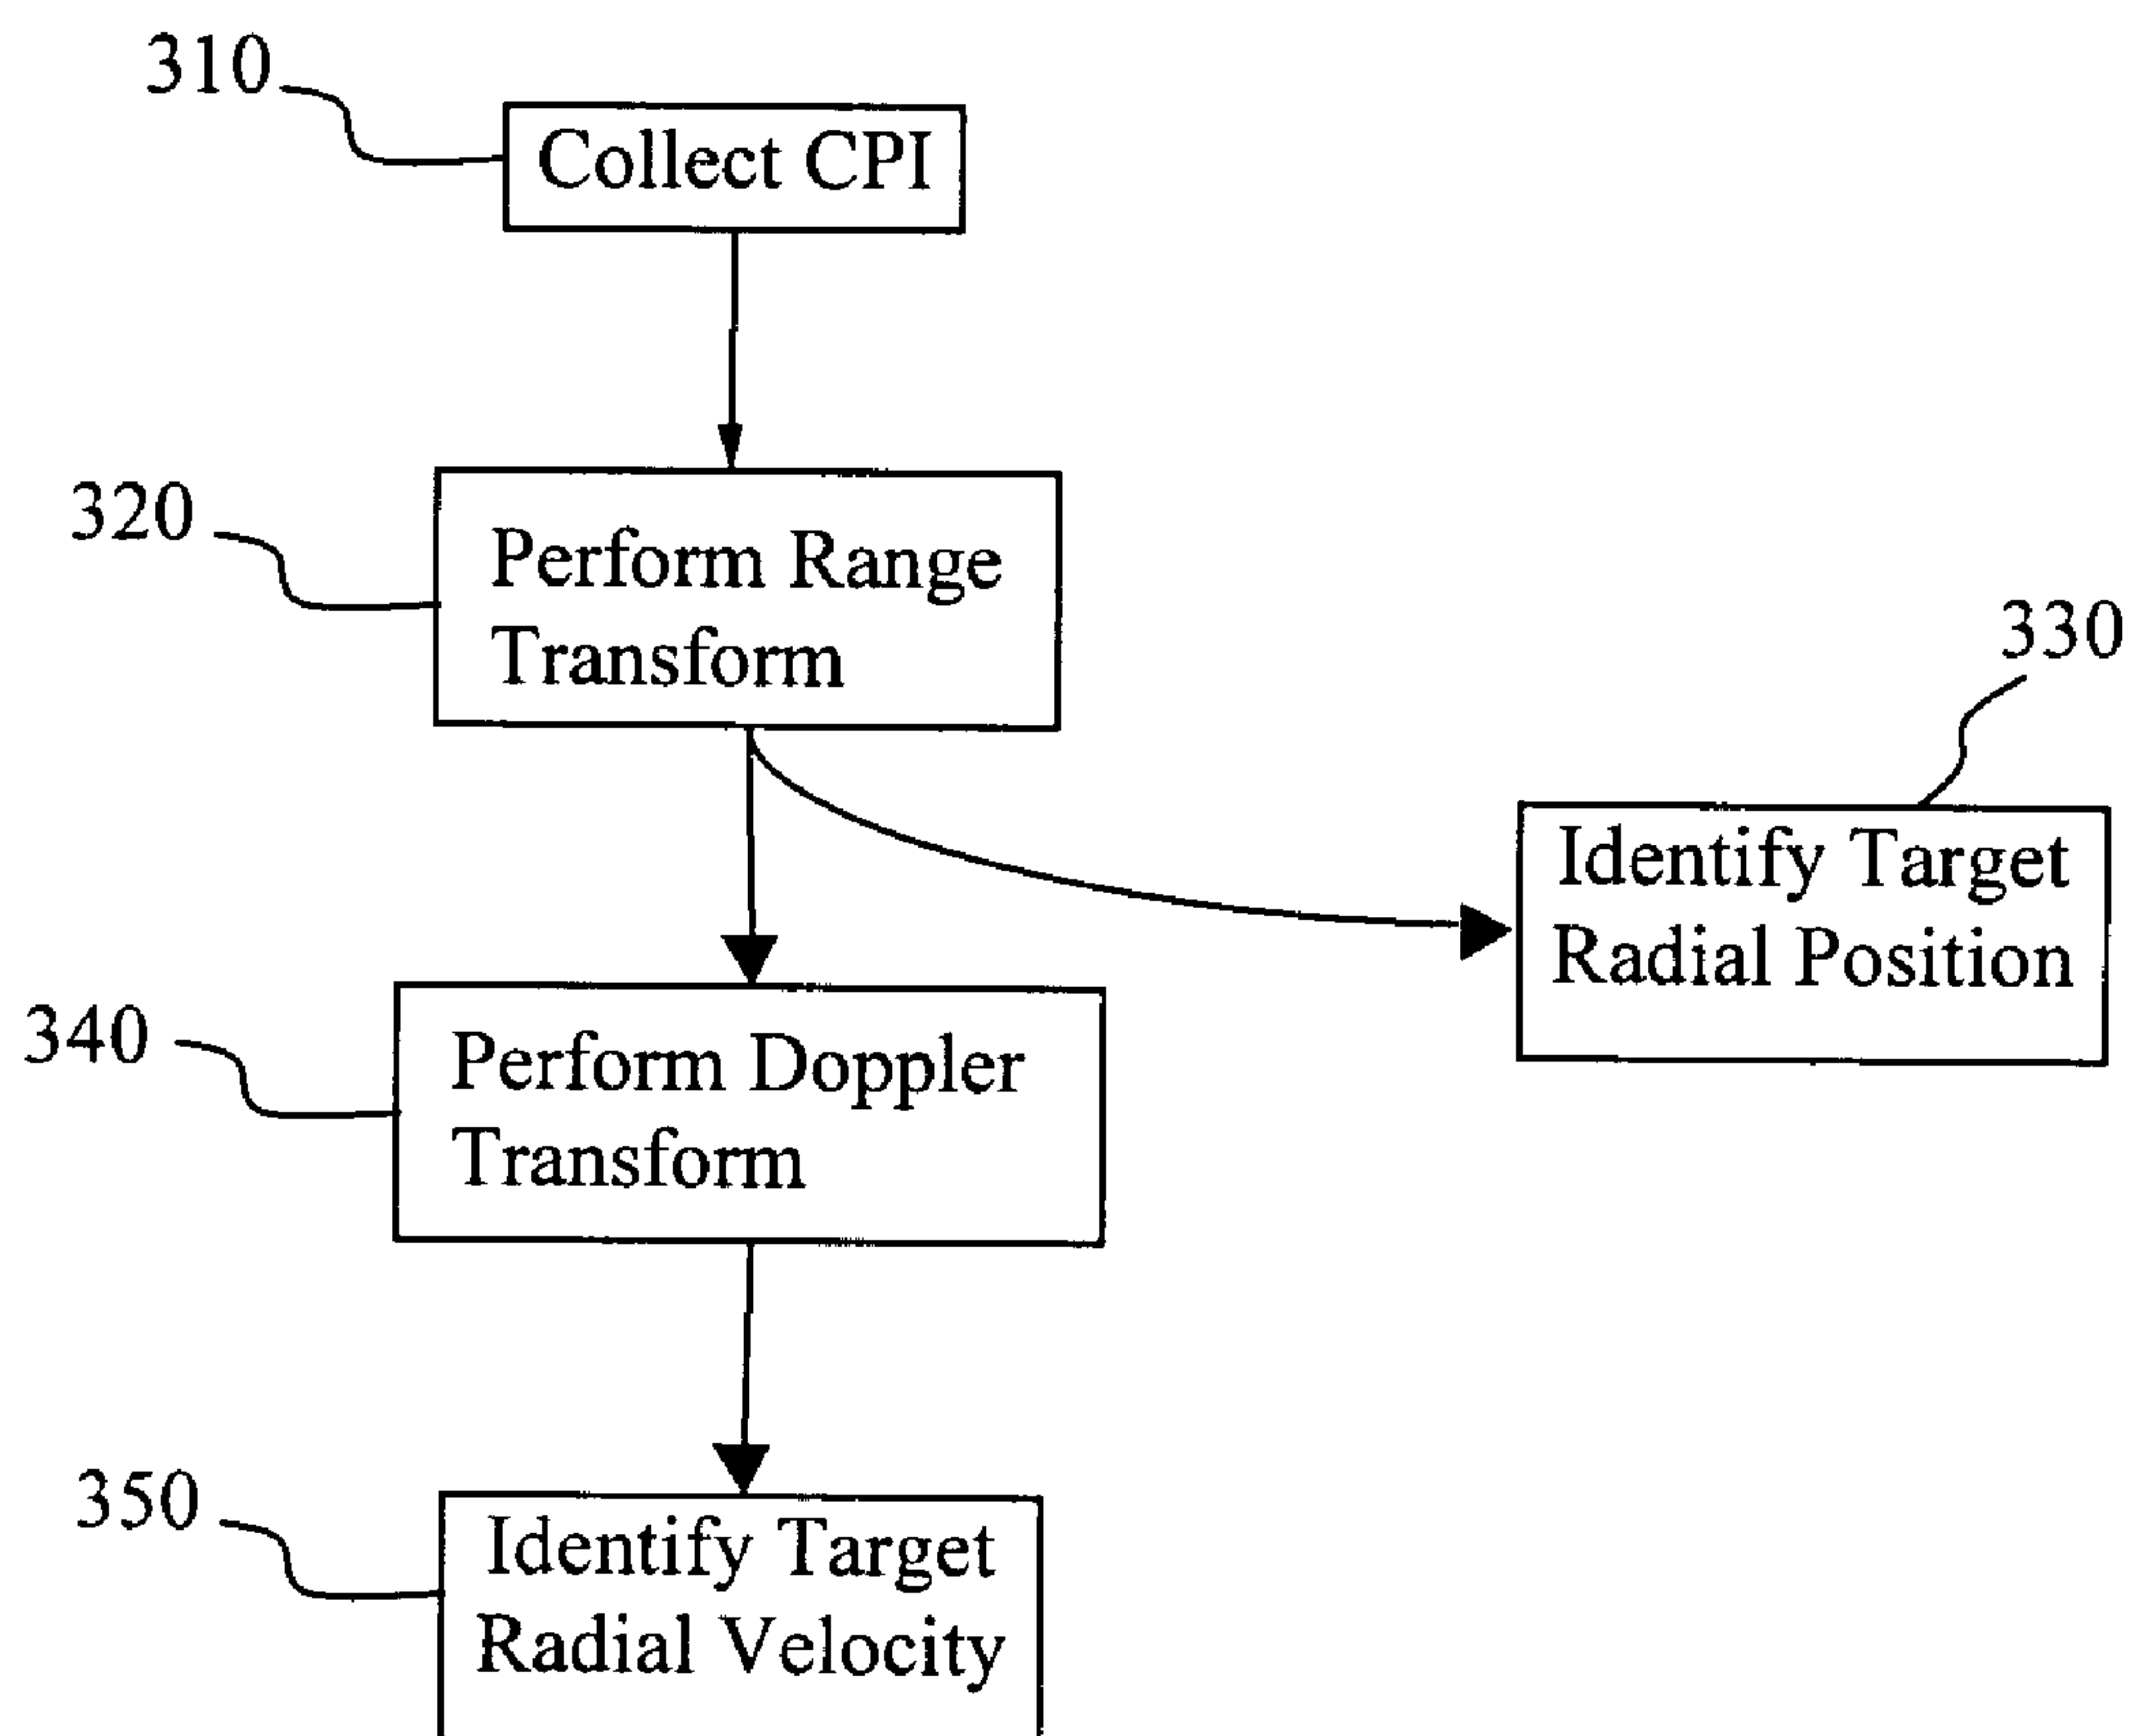 310
Collect CPI
320
Perform Range
Transform
330
Identify Target
Radial Position
340
Perform Doppler
Transform
350
Identify Target
Radial Velocity